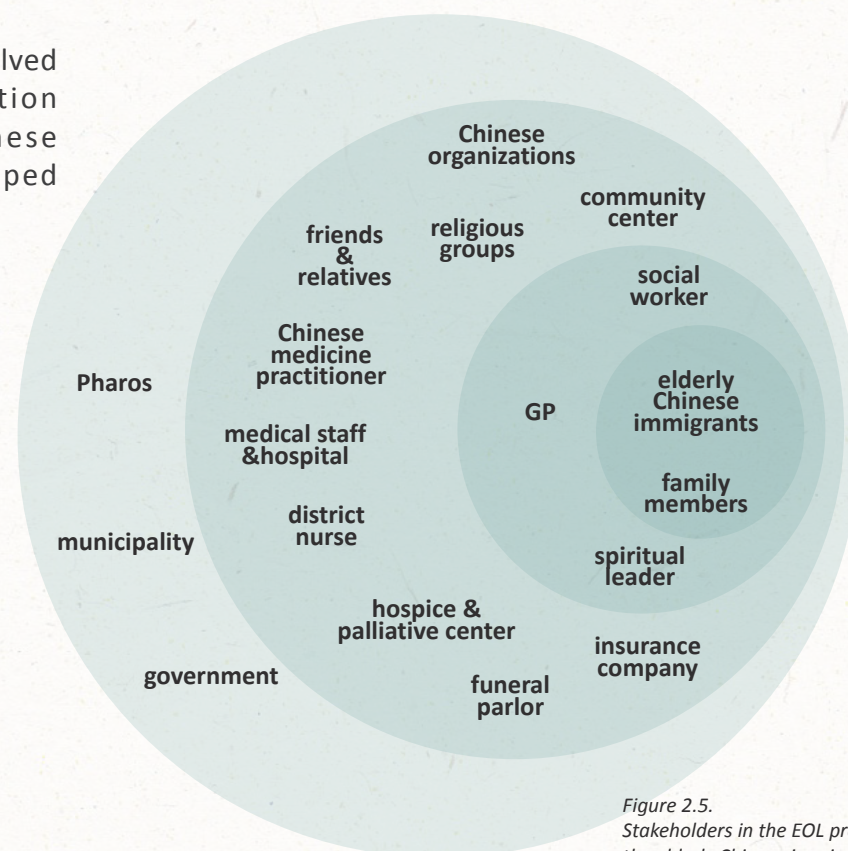 lved
tion
nese
ped
Chinese
organizations
community
center
friends
&
relatives
religious
groups
social
worker
Chinese
medicine
practitioner
Pharos
elderly
Chinese
immigrants
GP
medical staff
&hospital
family
members
district
nurse
municipality
spiritual
leader
hospice &
palliative center
insurance
company
government
funeral
parlor
Figure 2.5.
Stakeholders in the EOL pr